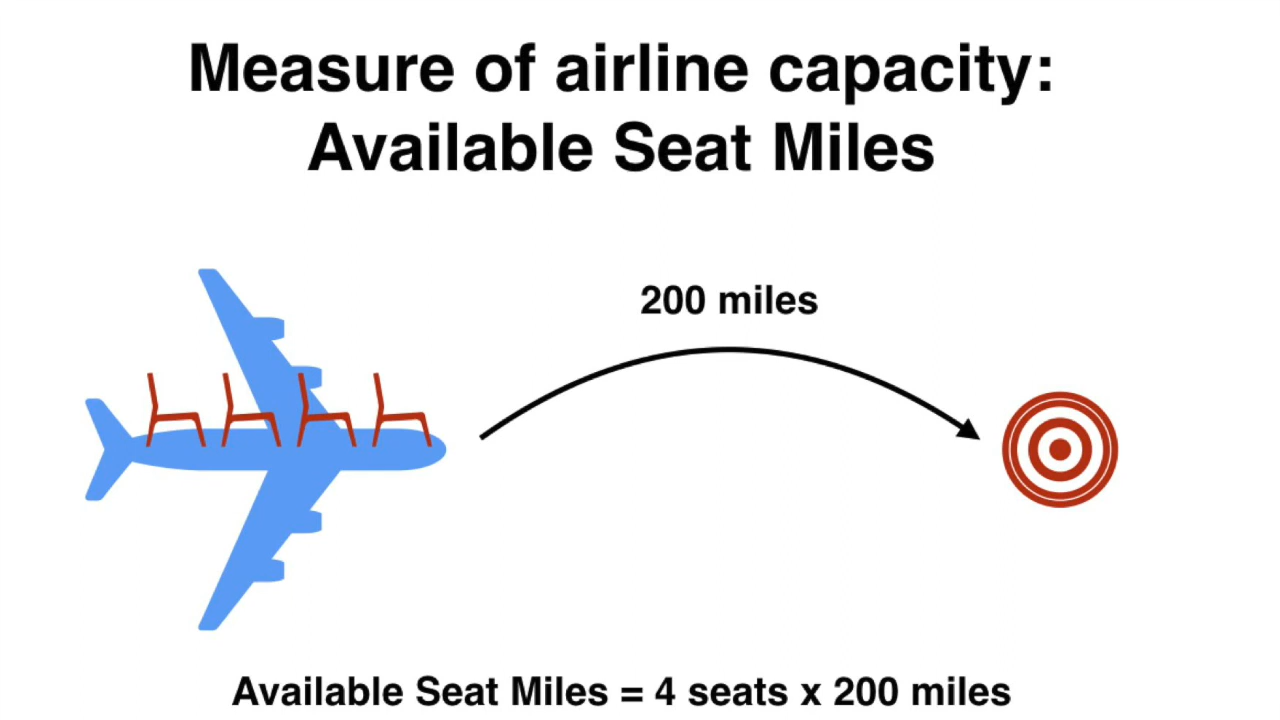 Measure of airline capacity:
Available Seat Miles
200 miles
Available Seat Miles = 4 seats x 200 miles